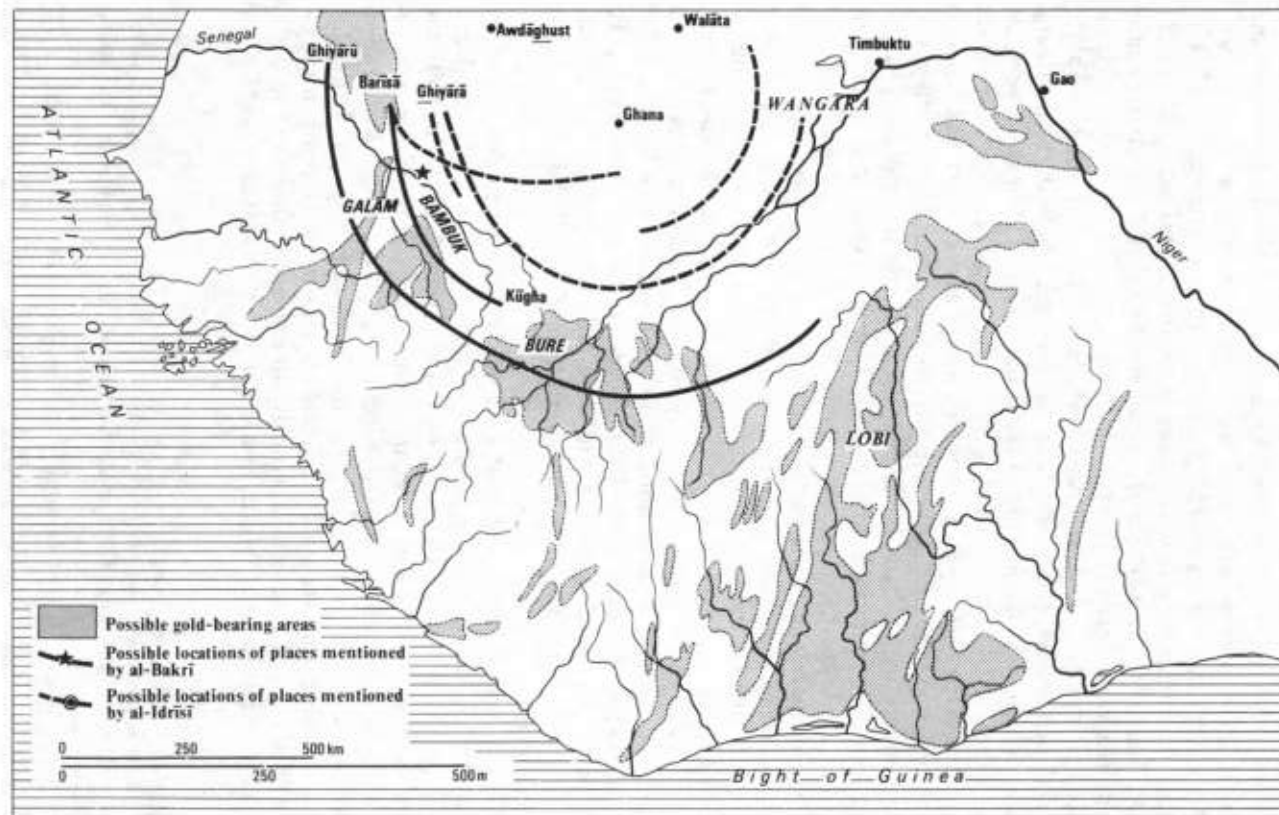 Senegal
Ghiyārū
Awdāghust
Walāta
Timbuktu
Barīsā
Ghiyārā
WANGARA
Gao
Ghana
ATLANTIC OCEAN
GALAM
BAMBUK
Niger
Kūgha
BURE
LOBI
Possible gold-bearing areas
Possible locations of places mentioned
by al-Bakrī
Possible locations of places mentioned
by al-Idrīsī
0 250 500 km
0 250 500m
Bight of Guinea